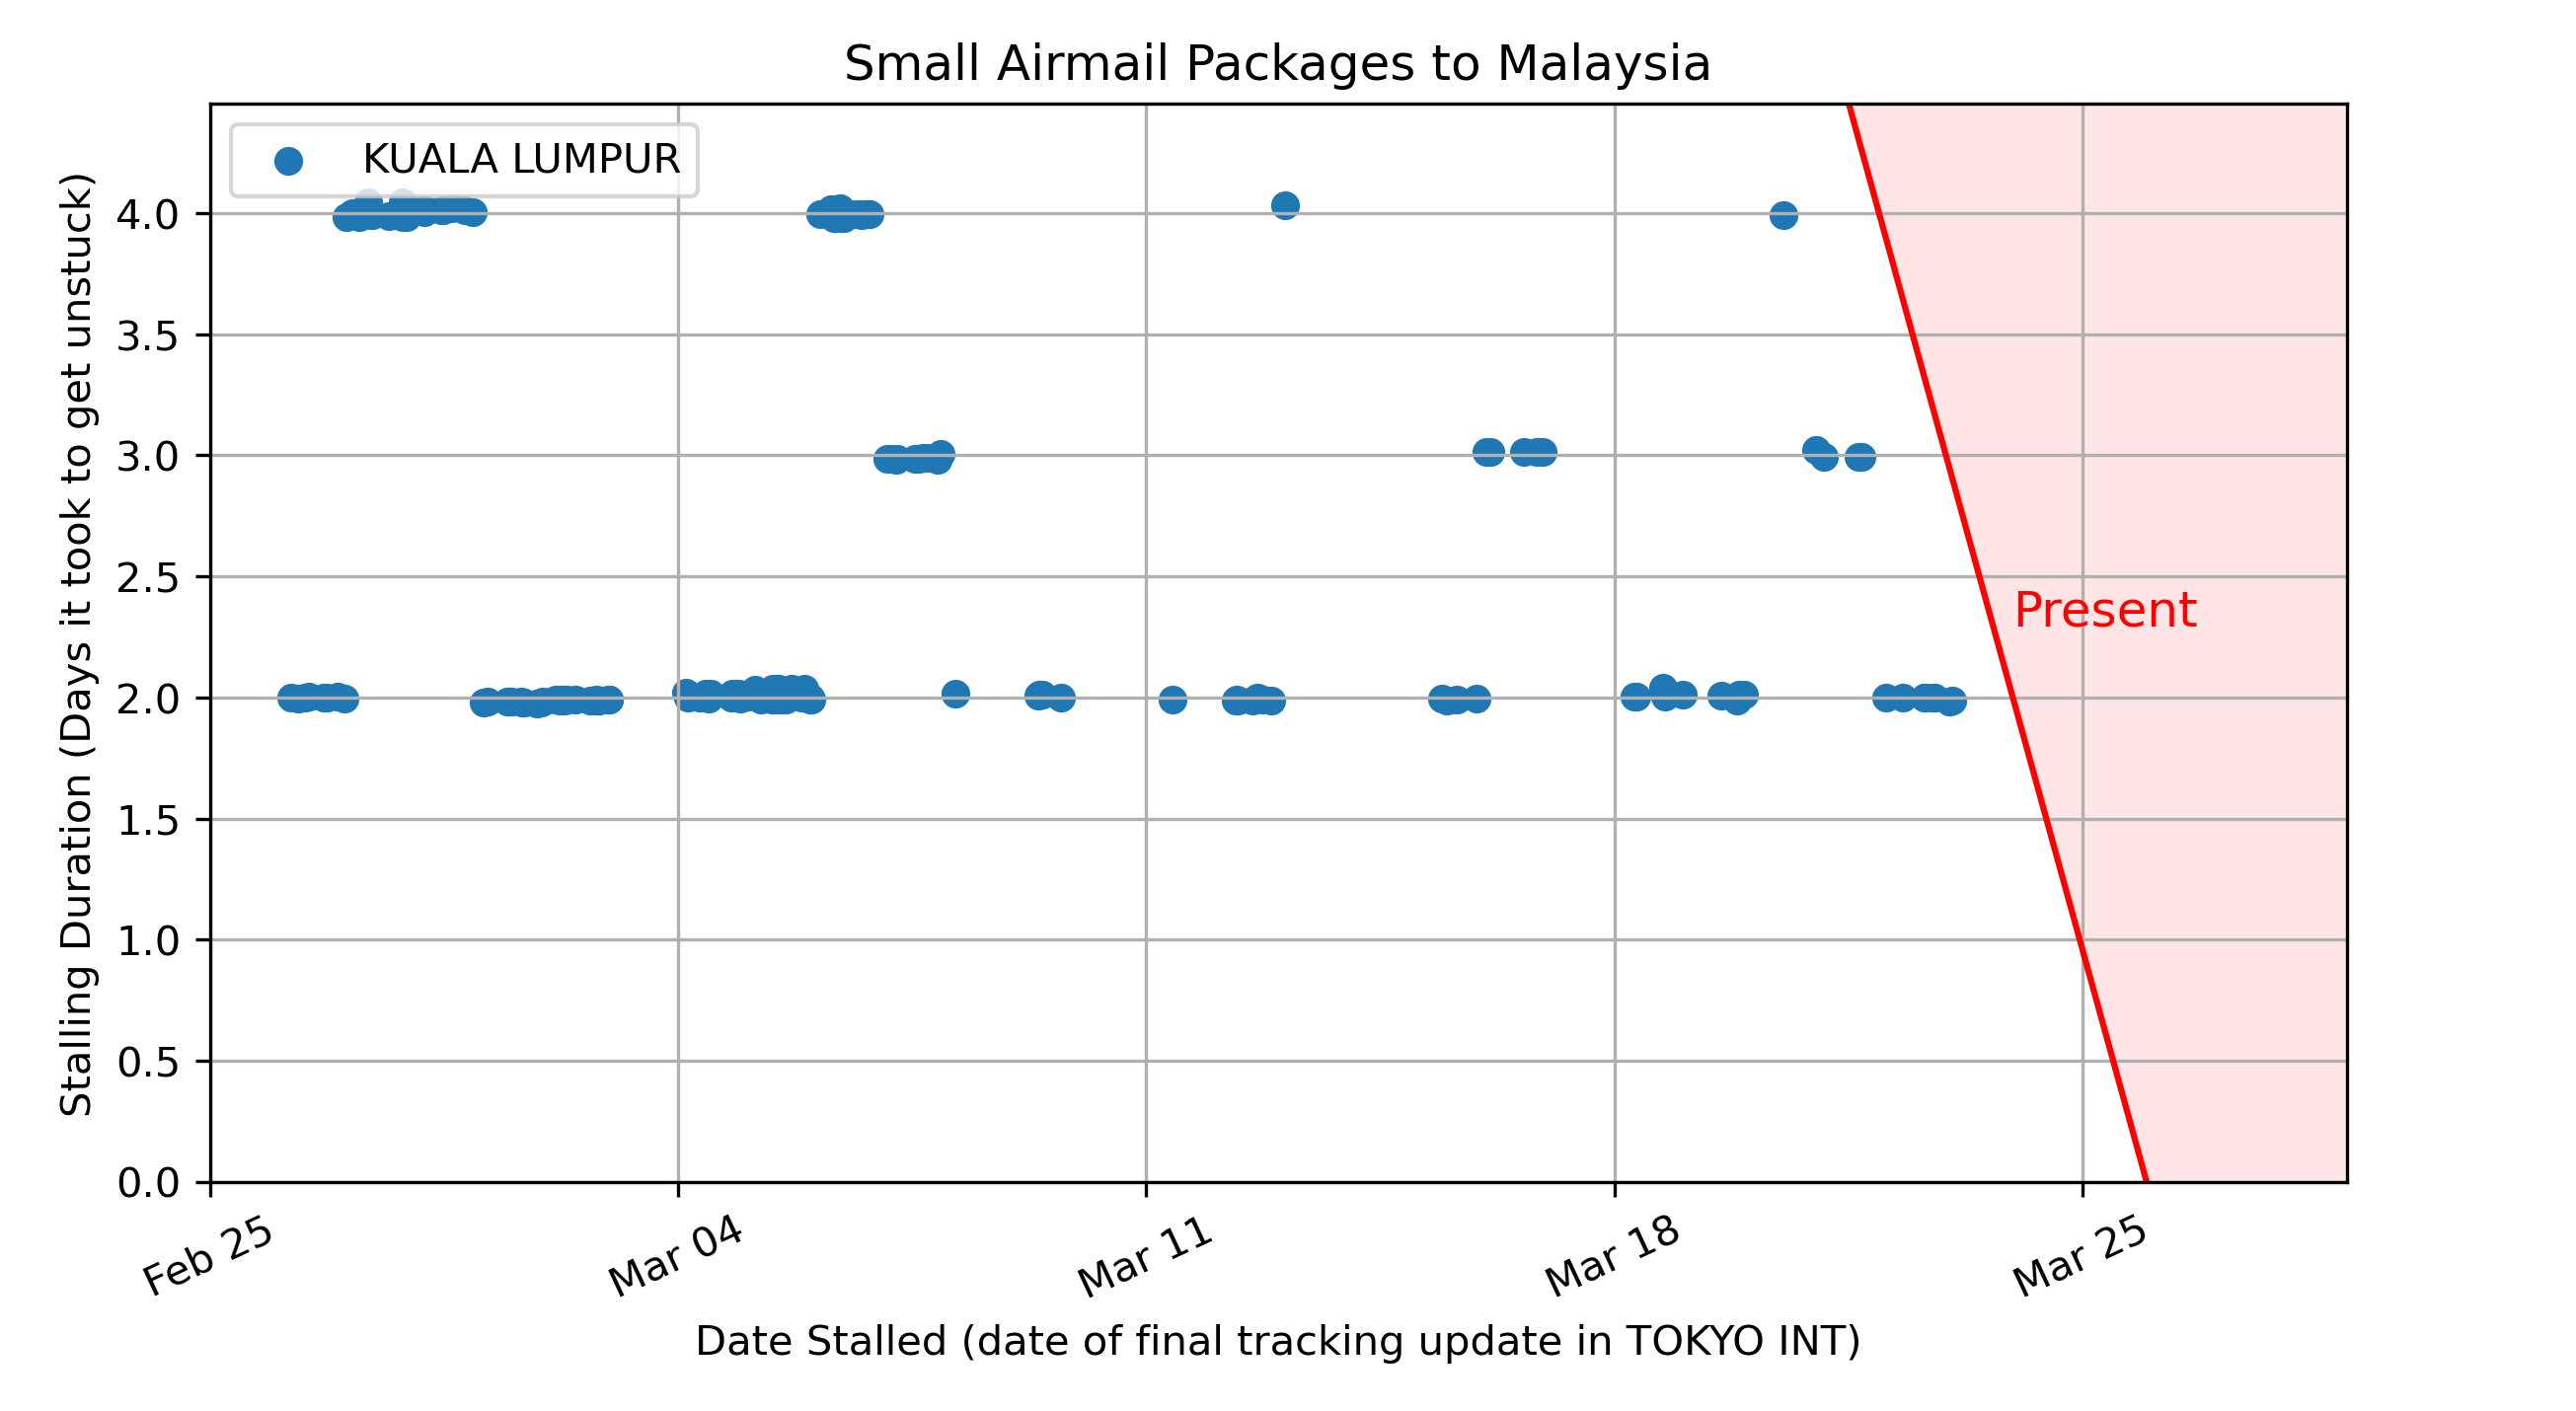 Small Airmail Packages to Malaysia
KUALA LUMPUR
Stalling Duration (Days it took to get unstuck)
4.0
3.5
3.0
2.5
2.0
1.5
1.0
0.5
0.0
Present
Feb 25
Mar 04
Mar 11
Mar 18
Mar 25
Date Stalled (date of final tracking update in TOKYO INT)